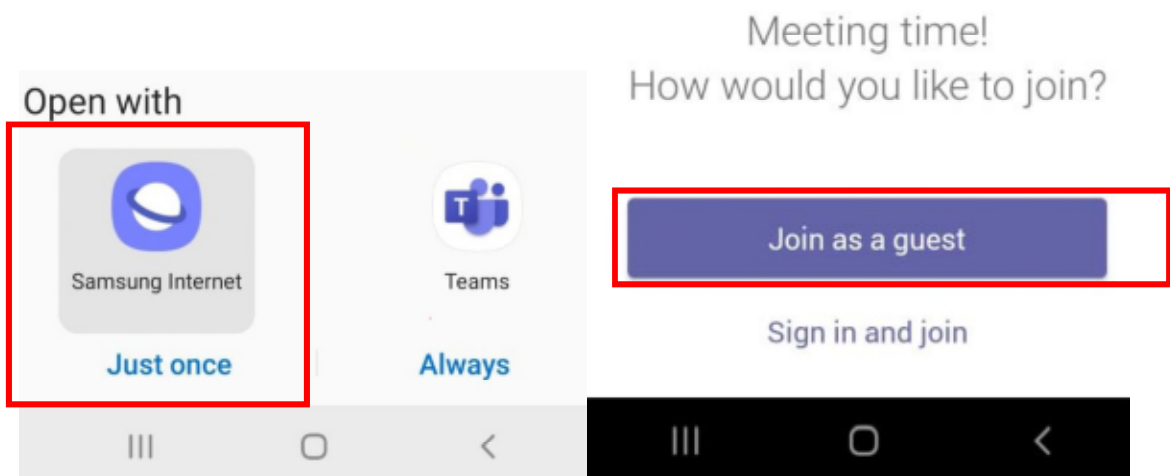 Open with
Samsung Internet
T
Teams
Just once
Always
Meeting time!
How would you like to join?
Join as a guest
Sign in and join